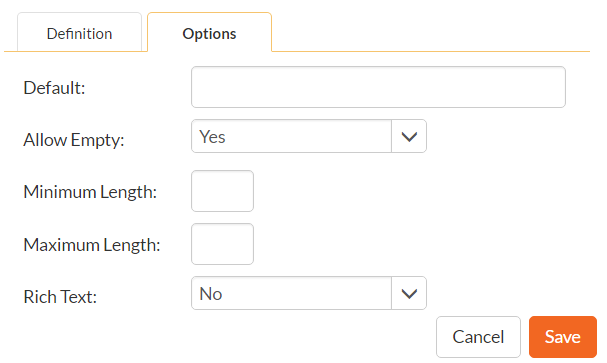 Definition Options
Default:
Allow Empty: Yes
Minimum Length:
Maximum Length:
Rich Text: No
Cancel Save